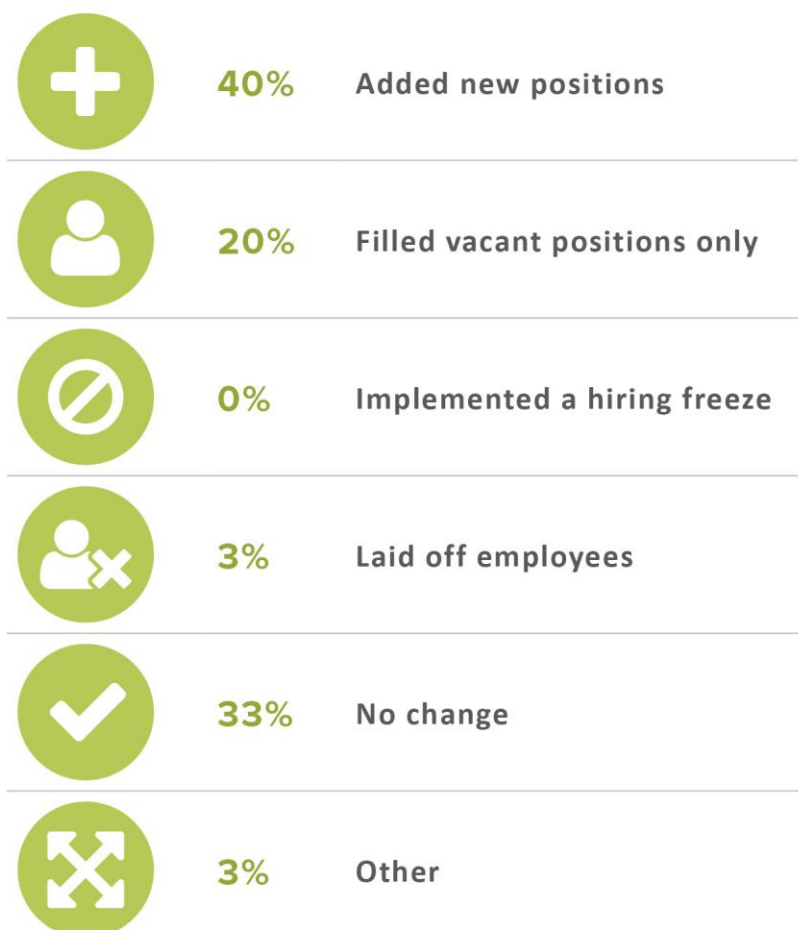 40% Added new positions
20% Filled vacant positions only
0% Implemented a hiring freeze
3% Laid off employees
33% No change
3% Other